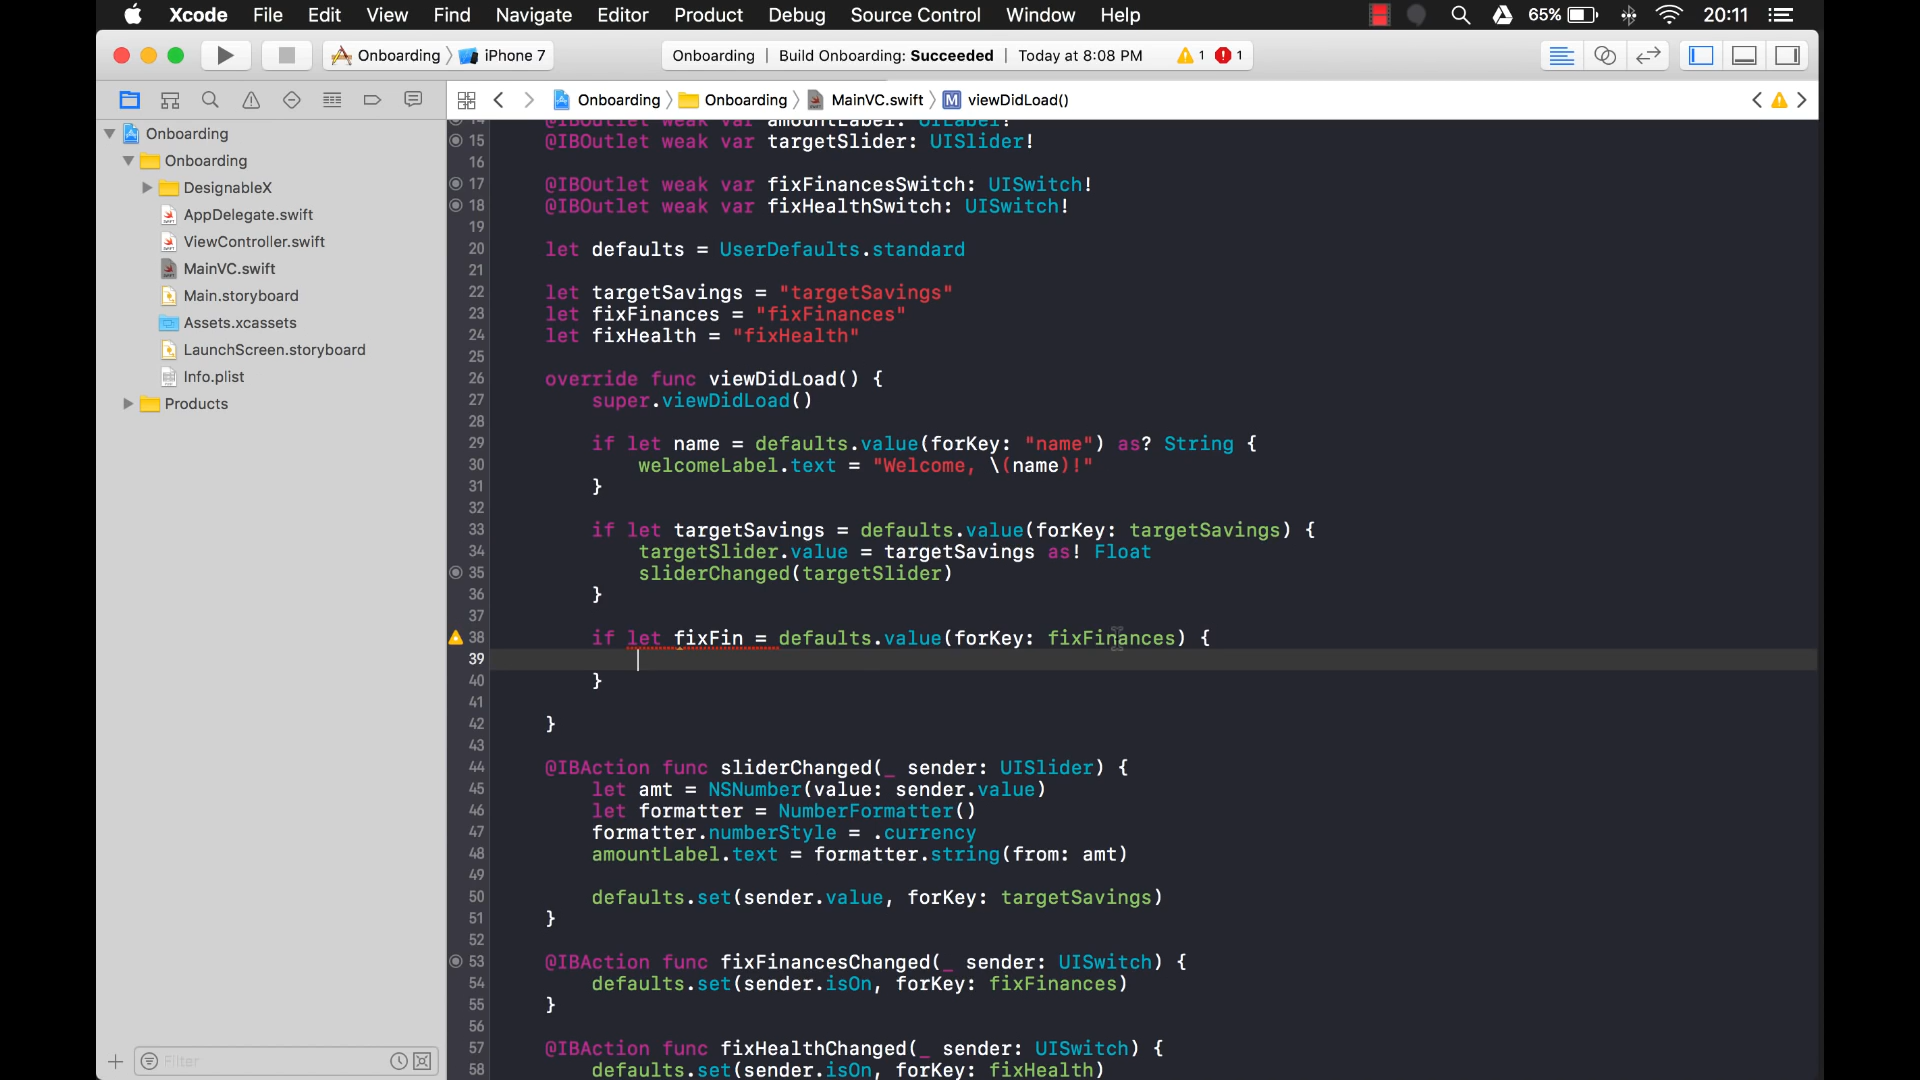 Xcode File Edit View Find Navigate Editor Product Debug Source Control Window Help 65% 20:11
Onboarding iPhone 7 Onboarding | Build Onboarding: Succeeded | Today at 8:08 PM 1 1
Onboarding Onboarding MainVC.swift M viewDidLoad()
Onboarding
Onboarding
DesignableX
AppDelegate.swift
ViewController.swift
MainVC.swift
Main.storyboard
Assets.xcassets
LaunchScreen.storyboard
Info.plist
Products
Filter
14 @IBOutlet weak var amountLabel: UILabel!
15 @IBOutlet weak var targetSlider: UISlider!
16
17 @IBOutlet weak var fixFinancesSwitch: UISwitch!
18 @IBOutlet weak var fixHealthSwitch: UISwitch!
19
20 let defaults = UserDefaults.standard
21
22 let targetSavings = "targetSavings"
23 let fixFinances = "fixFinances"
24 let fixHealth = "fixHealth"
25
26 override func viewDidLoad() {
27 super.viewDidLoad()
28
29 if let name = defaults.value(forKey: "name") as? String {
30 welcomeLabel.text = "Welcome, \(name)!"
31 }
32
33 if let targetSavings = defaults.value(forKey: targetSavings) {
34 targetSlider.value = targetSavings as! Float
35 sliderChanged(targetSlider)
36 }
37
38 if let fixFin = defaults.value(forKey: fixFinances) {
39
40 }
41
42 }
43
44 @IBAction func sliderChanged(_ sender: UISlider) {
45 let amt = NSNumber(value: sender.value)
46 let formatter = NumberFormatter()
47 formatter.numberStyle = .currency
48 amountLabel.text = formatter.string(from: amt)
49
50 defaults.set(sender.value, forKey: targetSavings)
51 }
52
53 @IBAction func fixFinancesChanged(_ sender: UISwitch) {
54 defaults.set(sender.isOn, forKey: fixFinances)
55 }
56
57 @IBAction func fixHealthChanged(_ sender: UISwitch) {
58 defaults.set(sender.isOn, forKey: fixHealth)